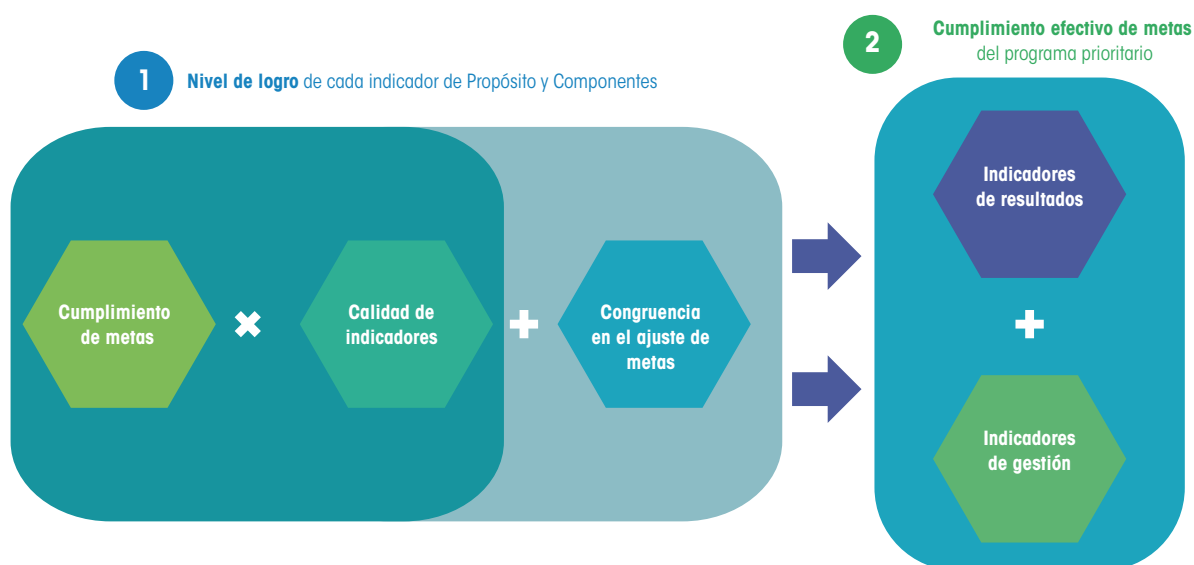 1
Nivel de logro de cada indicador de Propósito y Componentes
Cumplimiento
de metas
✖
Calidad de
indicadores
+
Congruencia
en el ajuste de
metas
2
Cumplimiento efectivo de metas
del programa prioritario
Indicadores
de resultados
+
Indicadores
de gestión